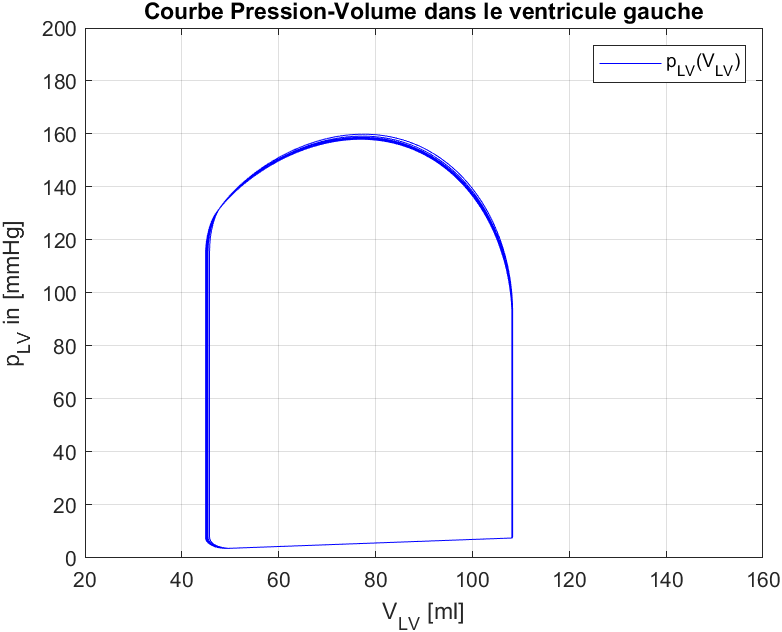 Courbe Pression-Volume dans le ventricule gauche
p_LV(V_LV)
p_LV in [mmHg]
200
180
160
140
120
100
80
60
40
20
0
20 40 60 80 100 120 140 160
V_LV [ml]